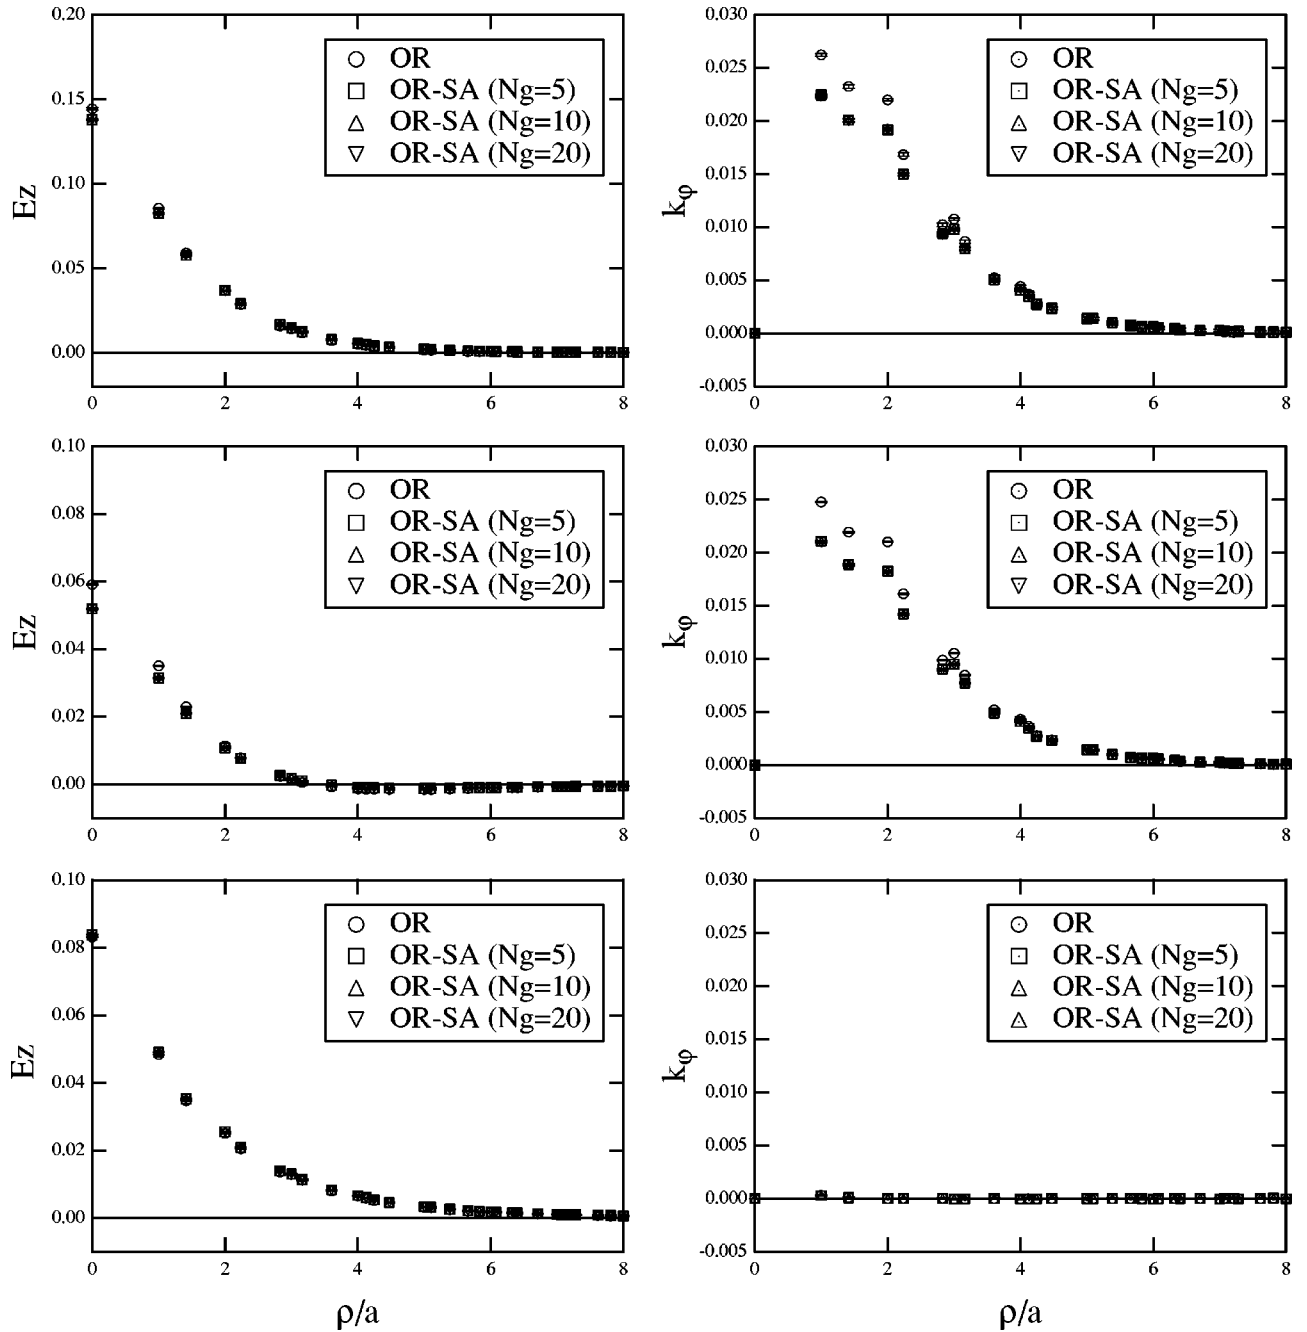 0.20
0.15
0.10
0.05
0.00
Ez
0 2 4 6 8
OR
OR-SA (Ng=5)
OR-SA (Ng=10)
OR-SA (Ng=20)
0.030
0.025
0.020
0.015
0.010
0.005
0.000
-0.005
kφ
0 2 4 6 8
OR
OR-SA (Ng=5)
OR-SA (Ng=10)
OR-SA (Ng=20)
0.10
0.08
0.06
0.04
0.02
0.00
Ez
0 2 4 6 8
OR
OR-SA (Ng=5)
OR-SA (Ng=10)
OR-SA (Ng=20)
0.030
0.025
0.020
0.015
0.010
0.005
0.000
-0.005
kφ
0 2 4 6 8
OR
OR-SA (Ng=5)
OR-SA (Ng=10)
OR-SA (Ng=20)
0.10
0.08
0.06
0.04
0.02
0.00
Ez
0 2 4 6 8
ρ/a
OR
OR-SA (Ng=5)
OR-SA (Ng=10)
OR-SA (Ng=20)
0.030
0.025
0.020
0.015
0.010
0.005
0.000
-0.005
kφ
0 2 4 6 8
ρ/a
OR
OR-SA (Ng=5)
OR-SA (Ng=10)
OR-SA (Ng=20)